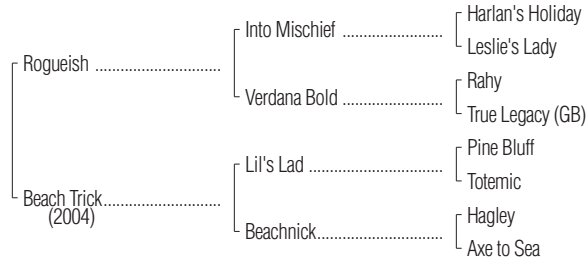 Harlan's Holiday
Into Mischief ......................
Leslie's Lady
Rogueish ...........................
Rahy
Verdana Bold ......................
True Legacy (GB)
Pine Bluff
Lil's Lad .............................
Totemic
Beach Trick.........................
(2004)
Hagley
Beachnick...........................
Axe to Sea